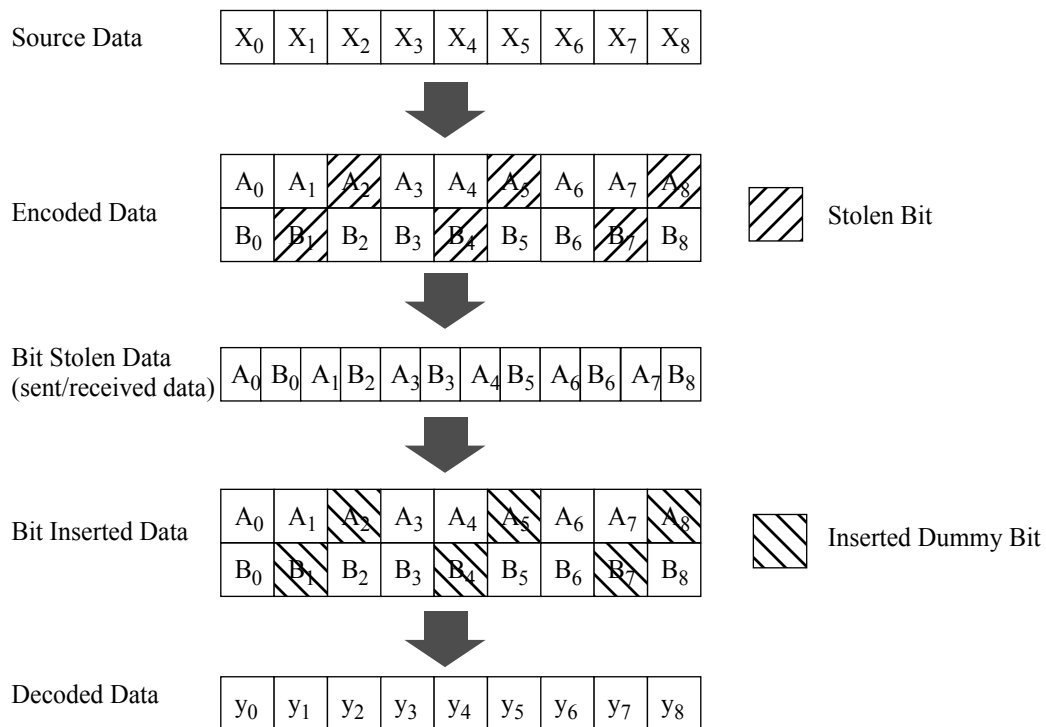 Source Data X₀ X₁ X₂ X₃ X₄ X₅ X₆ X₇ X₈
A₀ A₁ A₂ A₃ A₄ A₅ A₆ A₇ A₈
Encoded Data
Stolen Bit
B₀ B₁ B₂ B₃ B₄ B₅ B₆ B₇ B₈
Bit Stolen Data
(sent/received data)
A₀ B₀ A₁ B₂ A₃ B₃ A₄ B₅ A₆ B₆ A₇ B₈
A₀ A₁ A₂ A₃ A₄ A₅ A₆ A₇ A₈
Bit Inserted Data
Inserted Dummy Bit
B₀ B₁ B₂ B₃ B₄ B₅ B₆ B₇ B₈
Decoded Data y₀ y₁ y₂ y₃ y₄ y₅ y₆ y₇ y₈